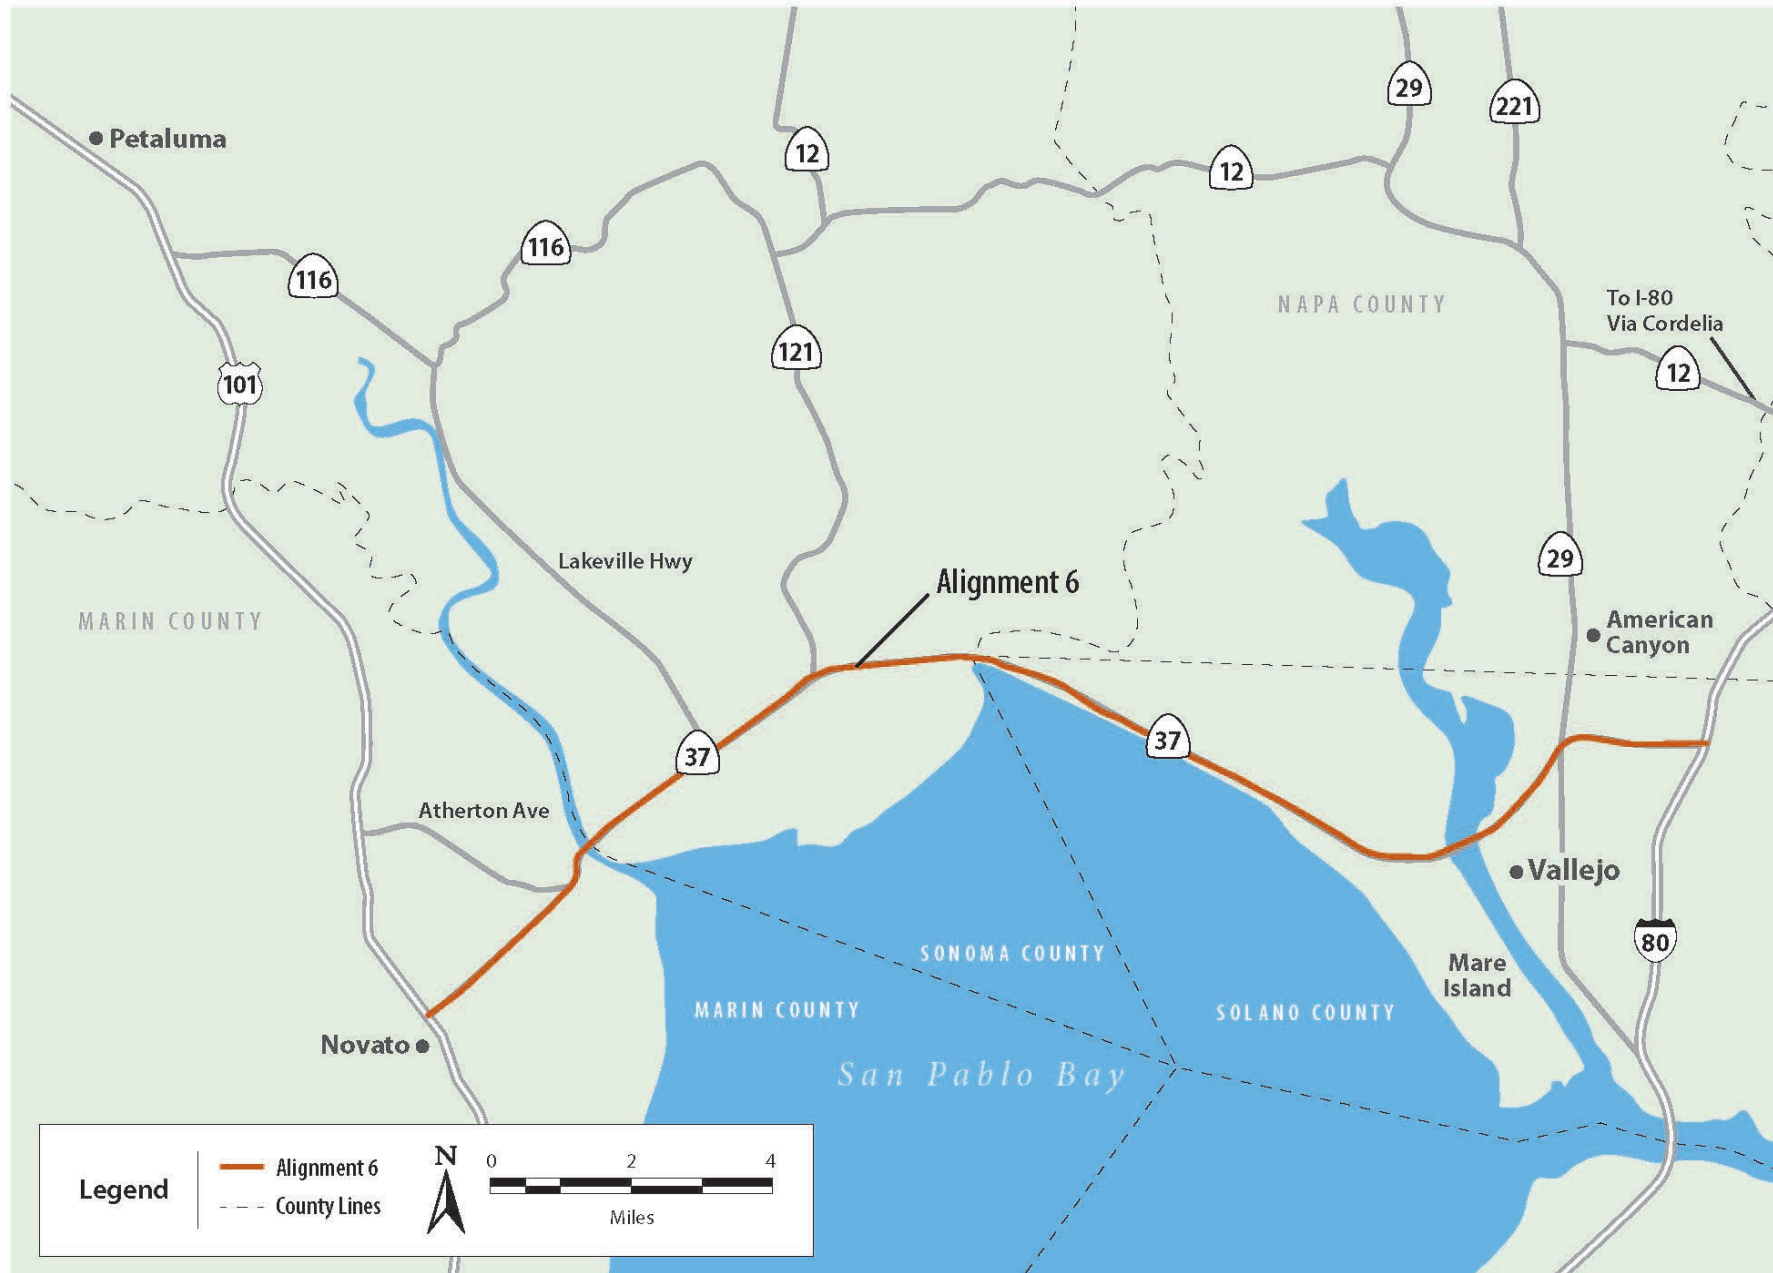 29
221
Petaluma
12
12
116
116
NAPA COUNTY
To I-80
Via Cordelia
121
12
101
Lakeville Hwy
29
Alignment 6
MARIN COUNTY
American
Canyon
37
37
Atherton Ave
Vallejo
80
SONOMA COUNTY
Mare
Island
MARIN COUNTY
SOLANO COUNTY
Novato
San Pablo Bay
Legend
Alignment 6
County Lines
N
0 2 4
Miles